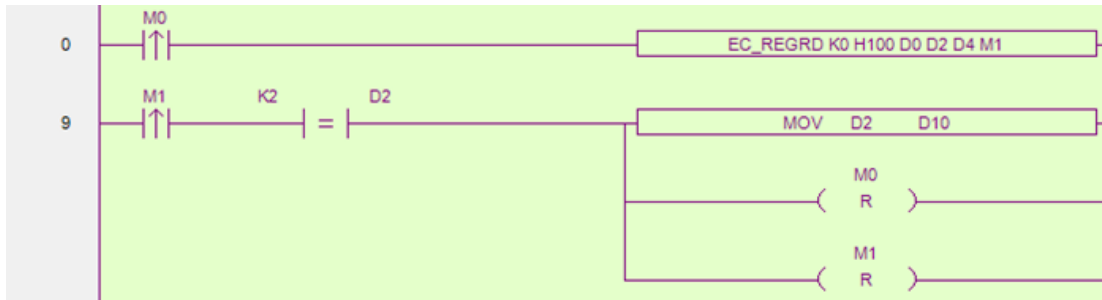 M0
0 EC_REGRD K0 H100 D0 D2 D4 M1
M1 K2 D2
9 = MOV D2 D10
M0
R
M1
R